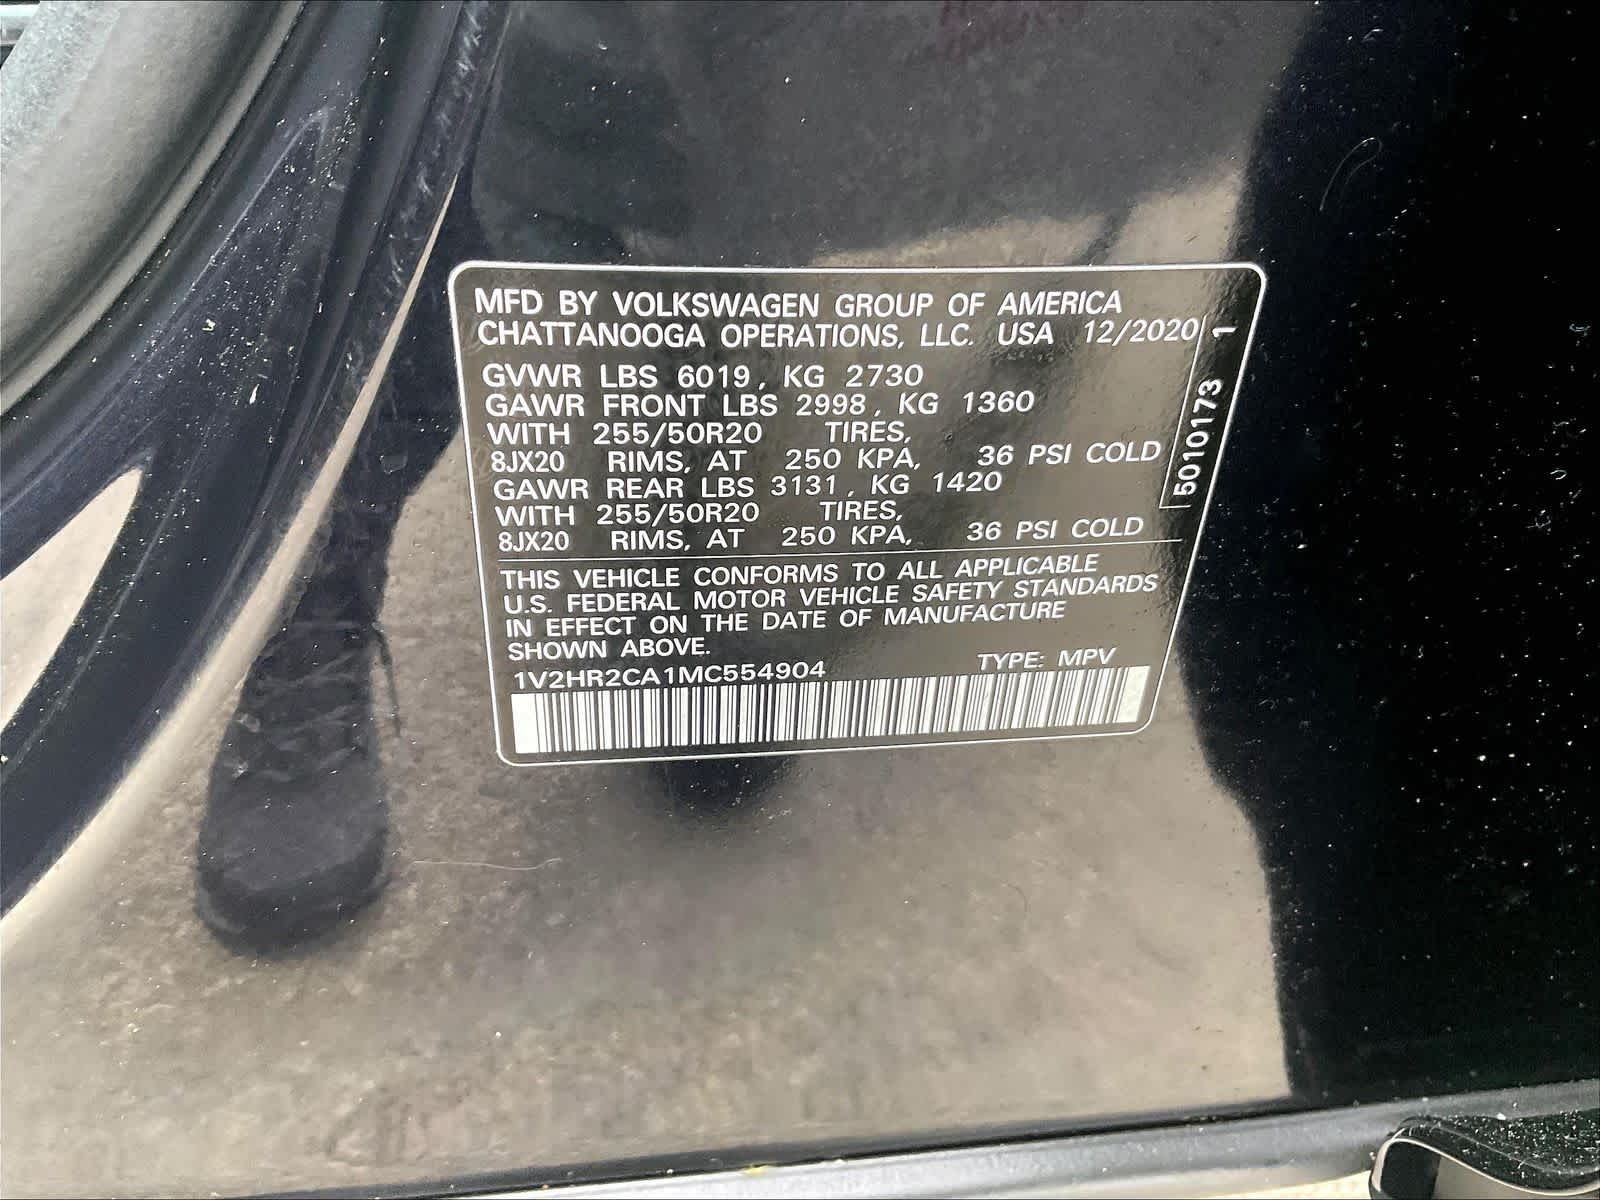 MFD BY VOLKSWAGEN GROUP OF AMERICA
CHATTANOOGA OPERATIONS, LLC. USA 12/2020
GVWR LBS 6019, KG 2730
GAWR FRONT LBS 2998, KG 1360
WITH 255/50R20 TIRES,
8JX20 RIMS, AT 250 KPA, 36 PSI COLD
GAWR REAR LBS 3131, KG 1420
WITH 255/50R20 TIRES,
8JX20 RIMS, AT 250 KPA, 36 PSI COLD
THIS VEHICLE CONFORMS TO ALL APPLICABLE
U.S. FEDERAL MOTOR VEHICLE SAFETY STANDARDS
IN EFFECT ON THE DATE OF MANUFACTURE
SHOWN ABOVE.
1V2HR2CA1MC554904 TYPE: MPV
5010173 1